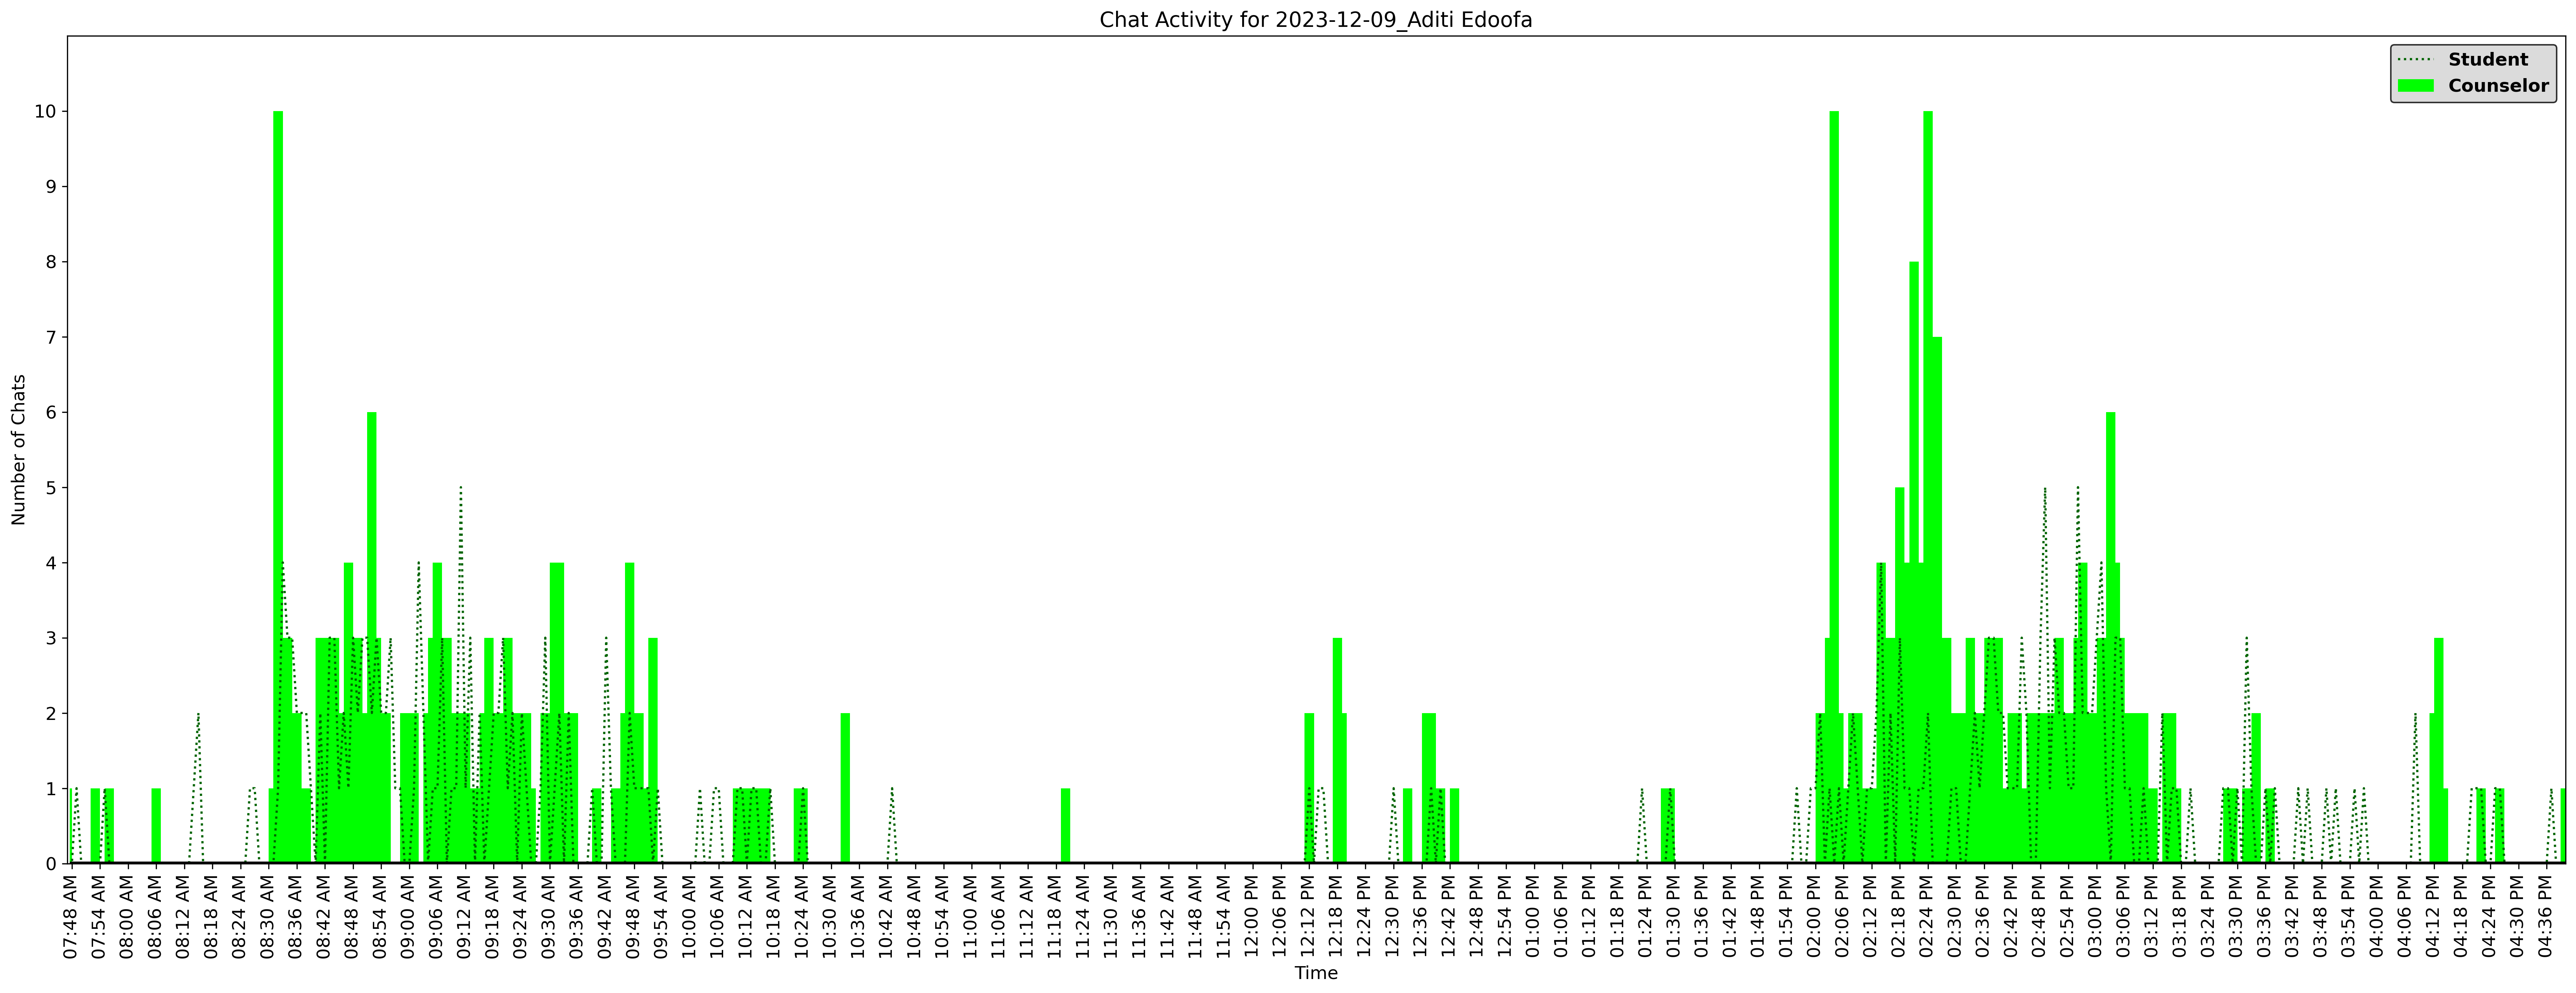 Chat Activity for 2023-12-09_Aditi Edoofa
Student
Counselor
Number of Chats
10
9
8
7
6
5
4
3
2
1
0
07:48 AM
07:54 AM
08:00 AM
08:06 AM
08:12 AM
08:18 AM
08:24 AM
08:30 AM
08:36 AM
08:42 AM
08:48 AM
08:54 AM
09:00 AM
09:06 AM
09:12 AM
09:18 AM
09:24 AM
09:30 AM
09:36 AM
09:42 AM
09:48 AM
09:54 AM
10:00 AM
10:06 AM
10:12 AM
10:18 AM
10:24 AM
10:30 AM
10:36 AM
10:42 AM
10:48 AM
10:54 AM
11:00 AM
11:06 AM
11:12 AM
11:18 AM
11:24 AM
11:30 AM
11:36 AM
11:42 AM
11:48 AM
11:54 AM
12:00 PM
12:06 PM
12:12 PM
12:18 PM
12:24 PM
12:30 PM
12:36 PM
12:42 PM
12:48 PM
12:54 PM
01:00 PM
01:06 PM
01:12 PM
01:18 PM
01:24 PM
01:30 PM
01:36 PM
01:42 PM
01:48 PM
01:54 PM
02:00 PM
02:06 PM
02:12 PM
02:18 PM
02:24 PM
02:30 PM
02:36 PM
02:42 PM
02:48 PM
02:54 PM
03:00 PM
03:06 PM
03:12 PM
03:18 PM
03:24 PM
03:30 PM
03:36 PM
03:42 PM
03:48 PM
03:54 PM
04:00 PM
04:06 PM
04:12 PM
04:18 PM
04:24 PM
04:30 PM
04:36 PM
Time